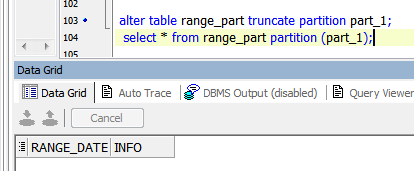 102
103 alter table range_part truncate partition part_1;
104 select * from range_part partition (part_1);
105
Data Grid
Data Grid Auto Trace DBMS Output (disabled) Query Viewer
Cancel
RANGE_DATE INFO